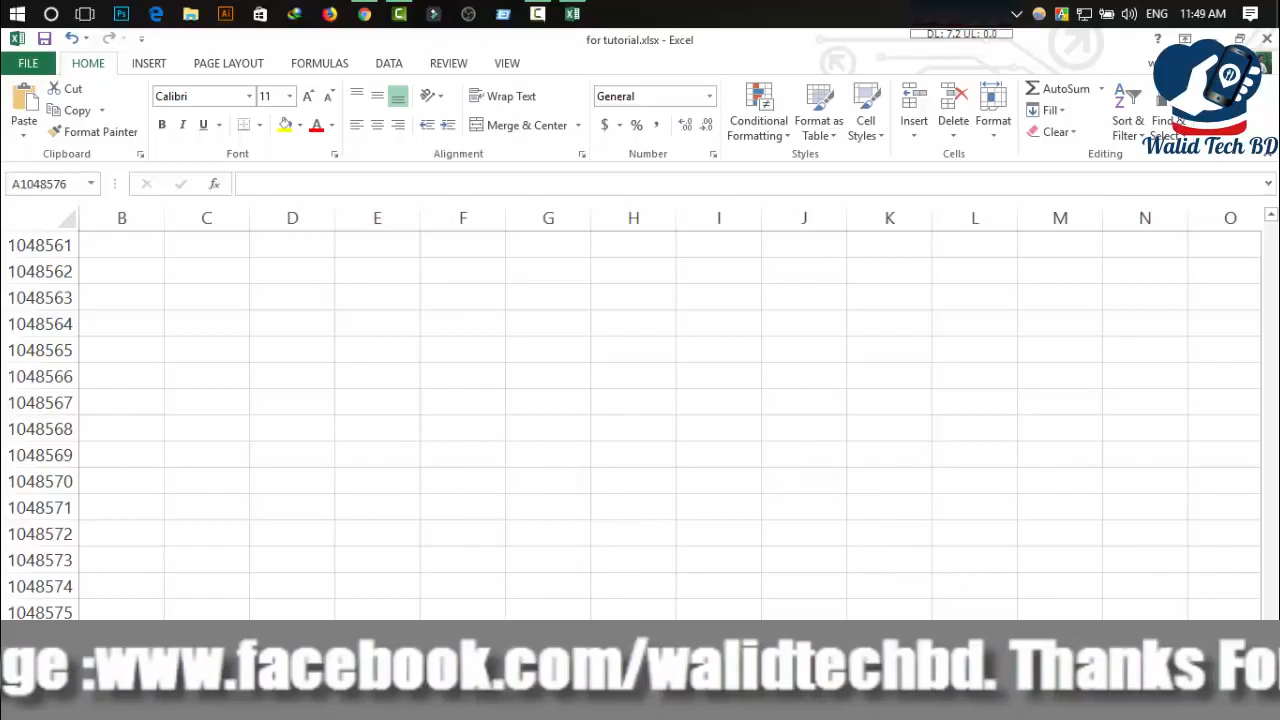 ENG 11:49 AM
for tutorial.xlsx - Excel
DL: 7.2 UL: 0.0
FILE HOME INSERT PAGE LAYOUT FORMULAS DATA REVIEW VIEW
Walid Tech BD
Paste
Cut
Copy
Format Painter
Clipboard
Calibri 11
B I U
Font
Wrap Text
Merge & Center
Alignment
General
$ % ,
Number
Conditional Formatting
Format as Table
Cell Styles
Styles
Insert Delete Format
Cells
AutoSum
Fill
Clear
Sort & Filter
Find & Select
Editing
A1048576
fx
B C D E F G H I J K L M N O
1048561
1048562
1048563
1048564
1048565
1048566
1048567
1048568
1048569
1048570
1048571
1048572
1048573
1048574
1048575
ge :www.facebook.com/walidtechbd. Thanks Fo